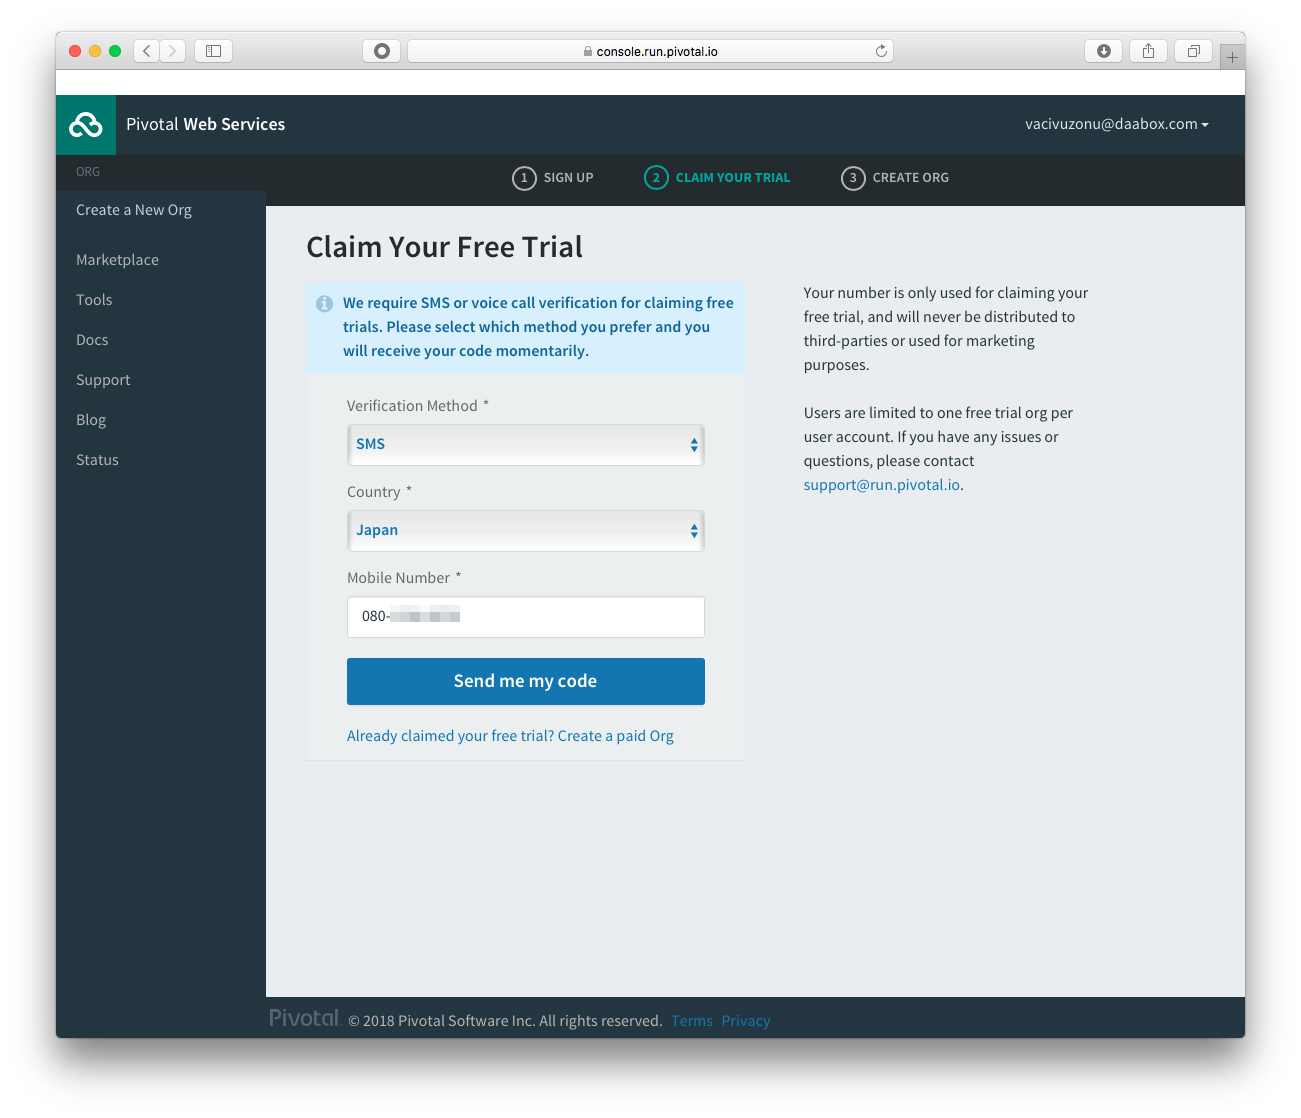 console.run.pivotal.io
Pivotal Web Services
vacivuzonu@daabox.com
ORG
1 SIGN UP
2 CLAIM YOUR TRIAL
3 CREATE ORG
Create a New Org
Marketplace
Tools
Docs
Support
Blog
Status
Claim Your Free Trial
We require SMS or voice call verification for claiming free
trials. Please select which method you prefer and you
will receive your code momentarily.
Verification Method *
SMS
Country *
Japan
Mobile Number *
080-
Send me my code
Already claimed your free trial? Create a paid Org
Your number is only used for claiming your
free trial, and will never be distributed to
third-parties or used for marketing
purposes.
Users are limited to one free trial org per
user account. If you have any issues or
questions, please contact
support@run.pivotal.io.
Pivotal. © 2018 Pivotal Software Inc. All rights reserved. Terms Privacy